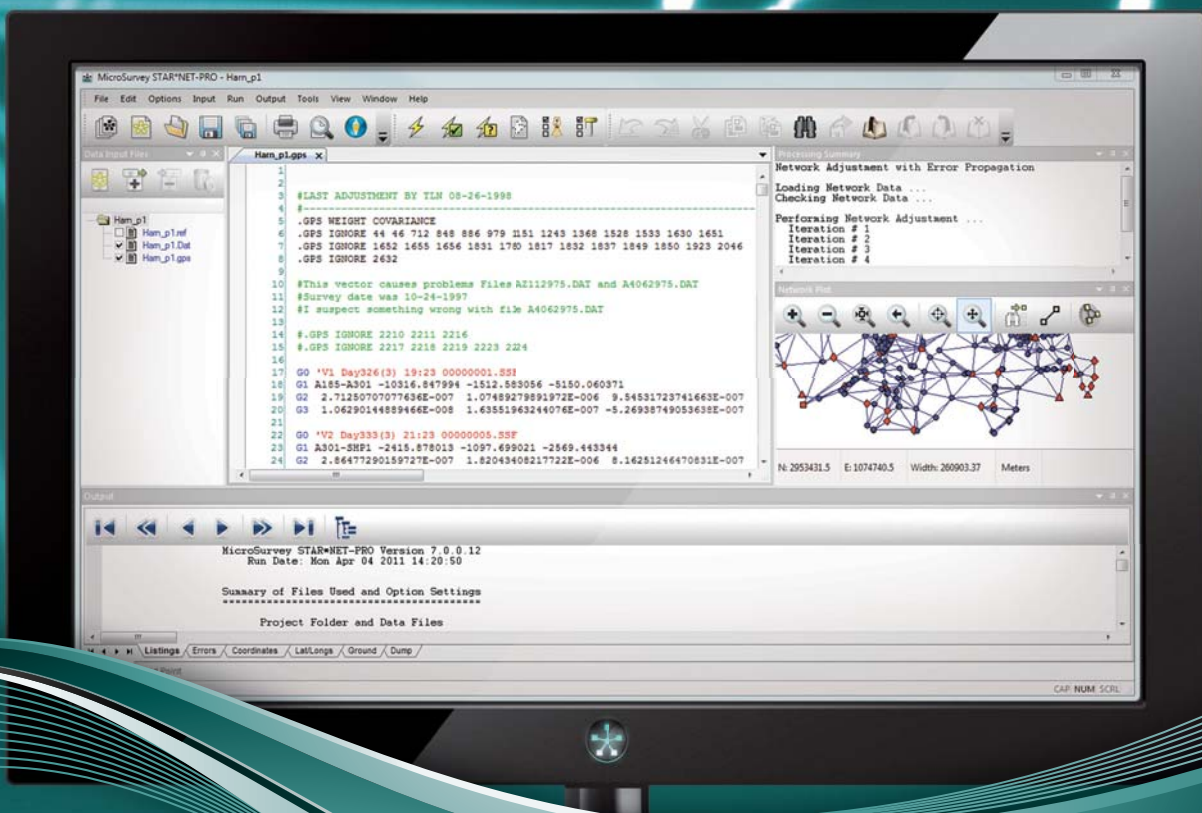 MicroSurvey STAR*NET-PRO - Harn_p1
File Edit Options Input Run Output Tools View Window Help
Data Input Files
Harn_p1
Harn_p1.ref
Harn_p1.Dat
Harn_p1.gps
Harn_p1.gps x
1
2
3 #LAST ADJUSTMENT BY TLN 08-26-1998
4 #------------------------------------------------------------
5 .GPS WEIGHT COVARIANCE
6 .GPS IGNORE 44 46 712 848 886 979 1151 1243 1368 1528 1533 1630 1651
7 .GPS IGNORE 1652 1655 1656 1831 1780 1817 1832 1837 1849 1850 1923 2046
8 .GPS IGNORE 2632
9
10 #This vector causes problems Files AZ112975.DAT and A4062975.DAT
11 #Survey date was 10-24-1997
12 #I suspect something wrong with file A4062975.DAT
13
14 #.GPS IGNORE 2210 2211 2216
15 #.GPS IGNORE 2217 2218 2219 2223 2224
16
17 G0 'V1 Day326(3) 19:23 00000001.SSF
18 G1 A185-A301 -10316.847994 -1512.583056 -5150.060371
19 G2 2.71250707077636E-007 1.07489279891972E-006 9.54531723741663E-007
20 G3 1.06290144889466E-008 1.63551963244076E-007 -5.26938749053638E-007
21
22 G0 'V2 Day333(3) 21:23 00000005.SSF
23 G1 A301-SHP1 -2415.878013 -1097.699021 -2569.443344
24 G2 2.86477290159727E-007 1.82043408217722E-006 8.16251246470831E-007
Processing Summary
Network Adjustment with Error Propagation
Loading Network Data ...
Checking Network Data ...
Performing Network Adjustment ...
Iteration # 1
Iteration # 2
Iteration # 3
Iteration # 4
Network Plot
N: 2953431.5 E: 1074740.5 Width: 260903.37 Meters
Output
MicroSurvey STAR*NET-PRO Version 7.0.0.12
Run Date: Mon Apr 04 2011 14:20:50
Summary of Files Used and Option Settings
=========================================
Project Folder and Data Files
Listings Errors Coordinates Lat/Longs Ground Dump
Point
CAP NUM SCRL